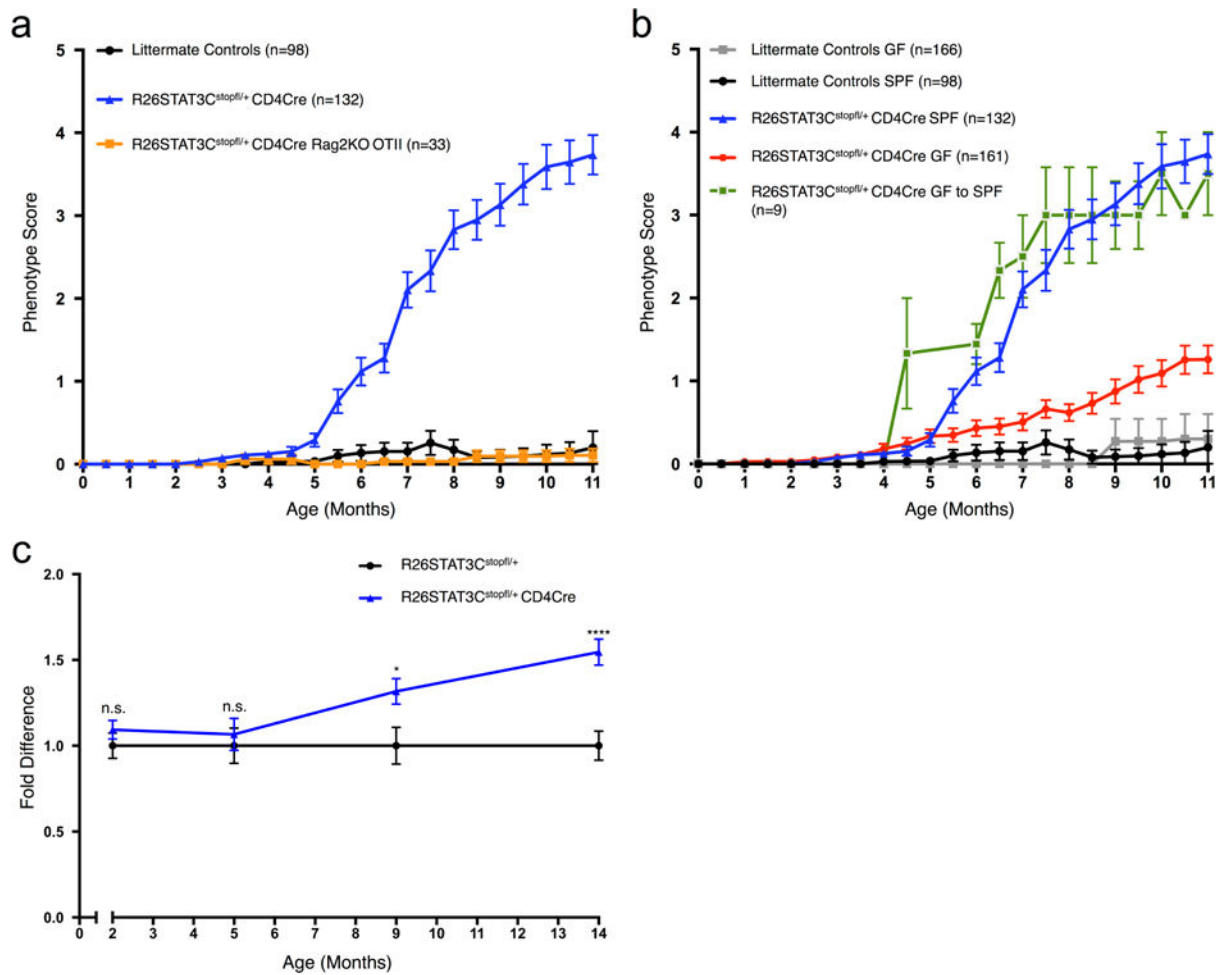 a
5
4
3
2
1
0
Phenotype Score
Littermate Controls (n=98)
R26STAT3Cstopfl/+ CD4Cre (n=132)
R26STAT3Cstopfl/+ CD4Cre Rag2KO OTII (n=33)
0 1 2 3 4 5 6 7 8 9 10 11
Age (Months)
b
5
4
3
2
1
0
Phenotype Score
Littermate Controls GF (n=166)
Littermate Controls SPF (n=98)
R26STAT3Cstopfl/+ CD4Cre SPF (n=132)
R26STAT3Cstopfl/+ CD4Cre GF (n=161)
R26STAT3Cstopfl/+ CD4Cre GF to SPF
(n=9)
0 1 2 3 4 5 6 7 8 9 10 11
Age (Months)
c
2.0
1.5
1.0
0.5
0.0
Fold Difference
R26STAT3Cstopfl/+
R26STAT3Cstopfl/+ CD4Cre
n.s.
n.s.
*
****
0 2 3 4 5 6 7 8 9 10 11 12 13 14
Age (Months)